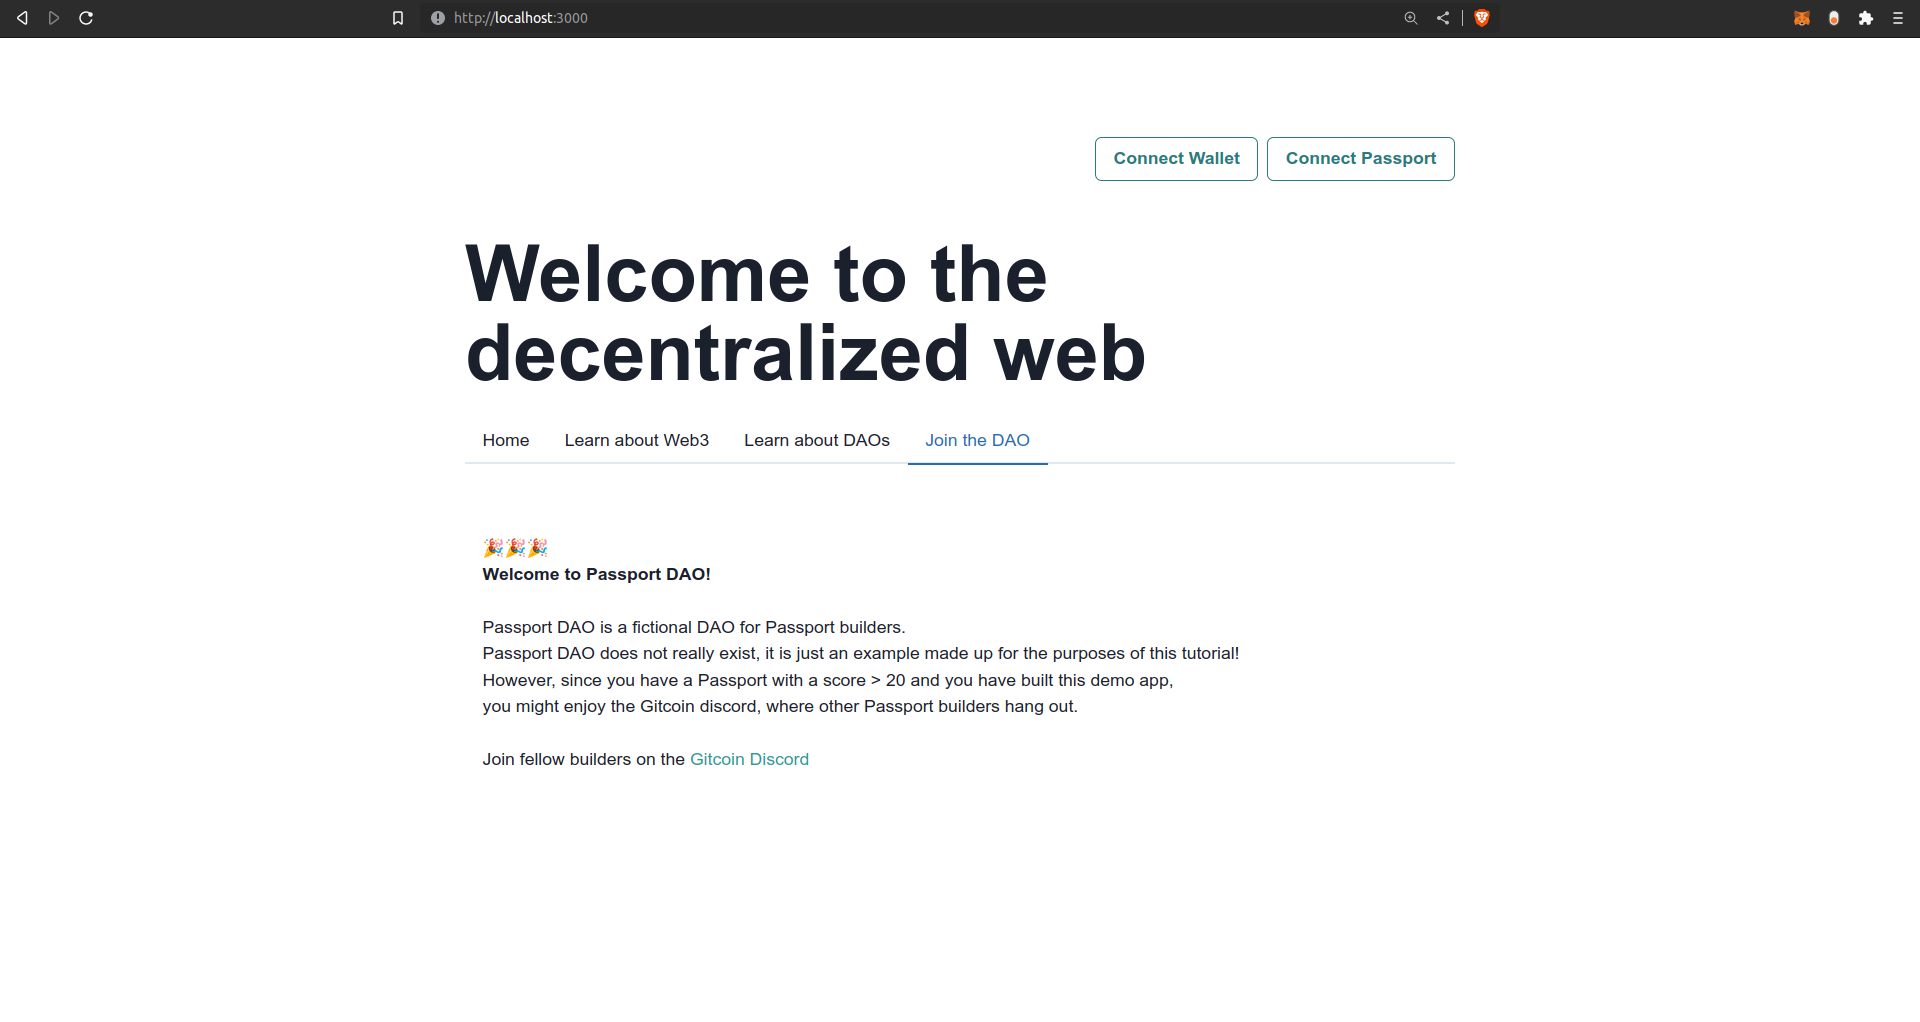 http://localhost:3000
Connect Wallet Connect Passport
Welcome to the
decentralized web
Home Learn about Web3 Learn about DAOs Join the DAO
🎉🎉🎉
Welcome to Passport DAO!
Passport DAO is a fictional DAO for Passport builders.
Passport DAO does not really exist, it is just an example made up for the purposes of this tutorial!
However, since you have a Passport with a score > 20 and you have built this demo app,
you might enjoy the Gitcoin discord, where other Passport builders hang out.
Join fellow builders on the Gitcoin Discord